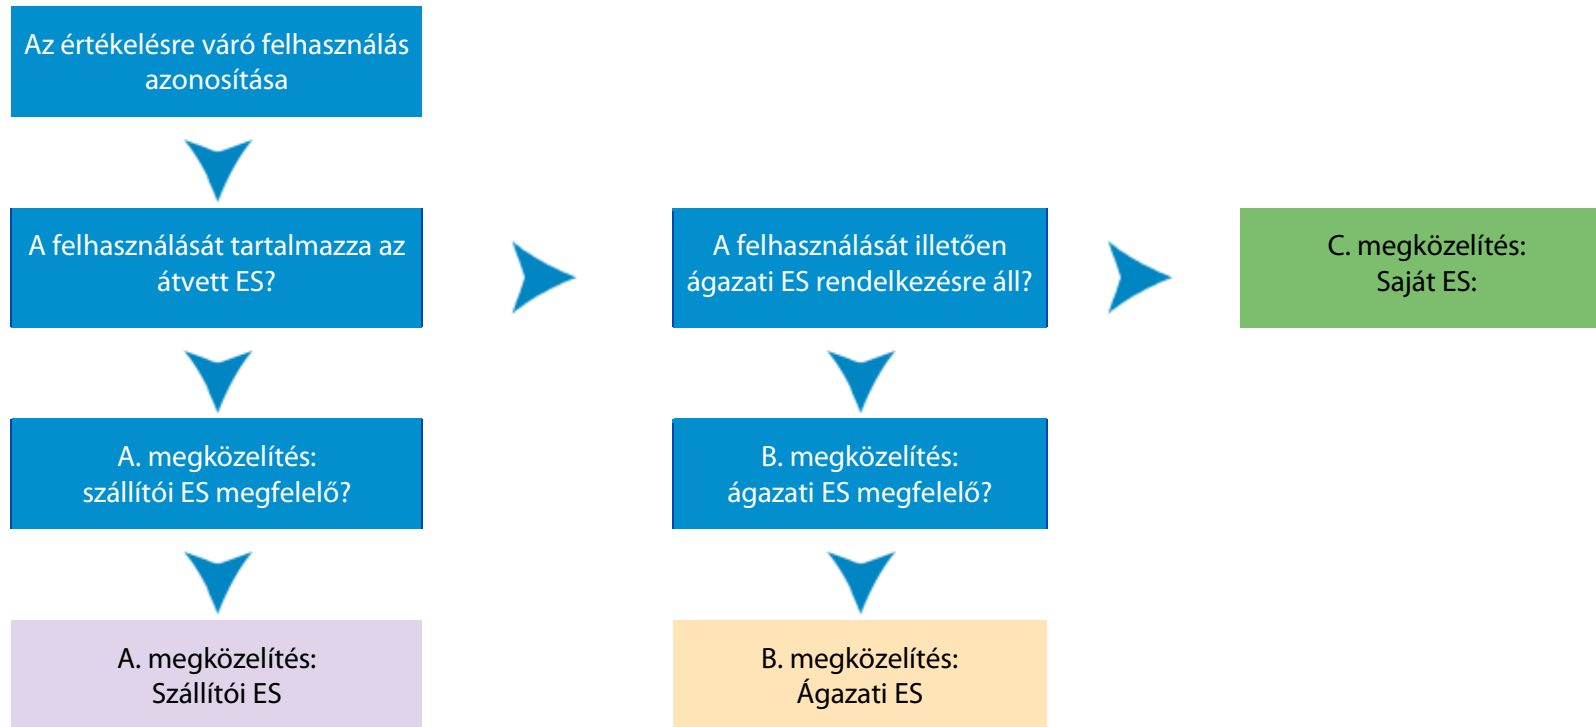 Az értékelésre váró felhasználás
azonosítása
A felhasználását tartalmazza az
átvett ES?
A felhasználását illetően
ágazati ES rendelkezésre áll?
C. megközelítés:
Saját ES:
A. megközelítés:
szállítói ES megfelelő?
B. megközelítés:
ágazati ES megfelelő?
A. megközelítés:
Szállítói ES
B. megközelítés:
Ágazati ES